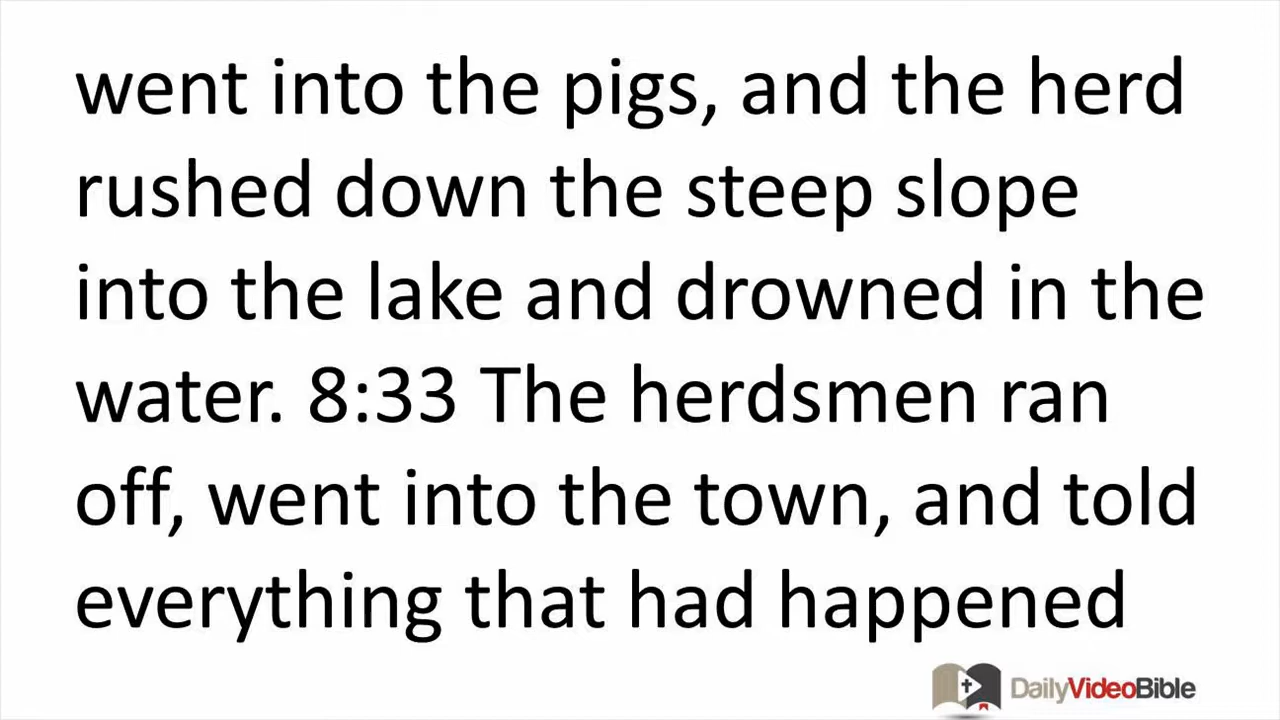 went into the pigs, and the herd
rushed down the steep slope
into the lake and drowned in the
water. 8:33 The herdsmen ran
off, went into the town, and told
everything that had happened
DailyVideoBible